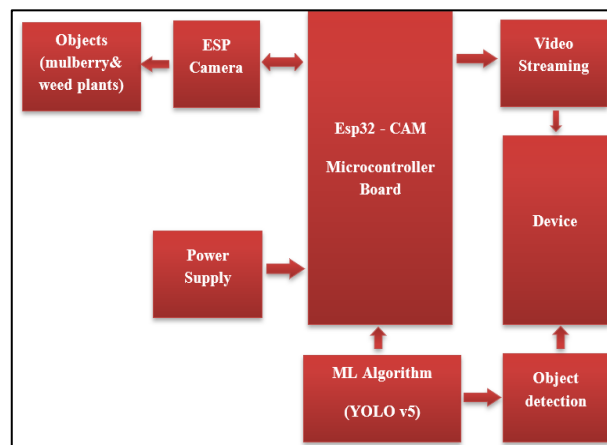 Objects
(mulberry&
weed plants)
ESP
Camera
Esp32 - CAM
Microcontroller
Board
Video
Streaming
Device
Power
Supply
ML Algorithm
(YOLO v5)
Object
detection